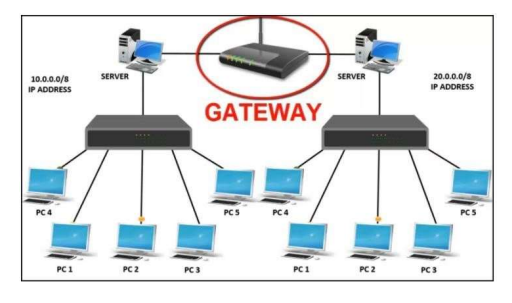 10.0.0.0/8
IP ADDRESS
SERVER
SERVER
20.0.0.0/8
IP ADDRESS
GATEWAY
PC 4
PC 5
PC 4
PC 5
PC 1
PC 2
PC 3
PC 1
PC 2
PC 3